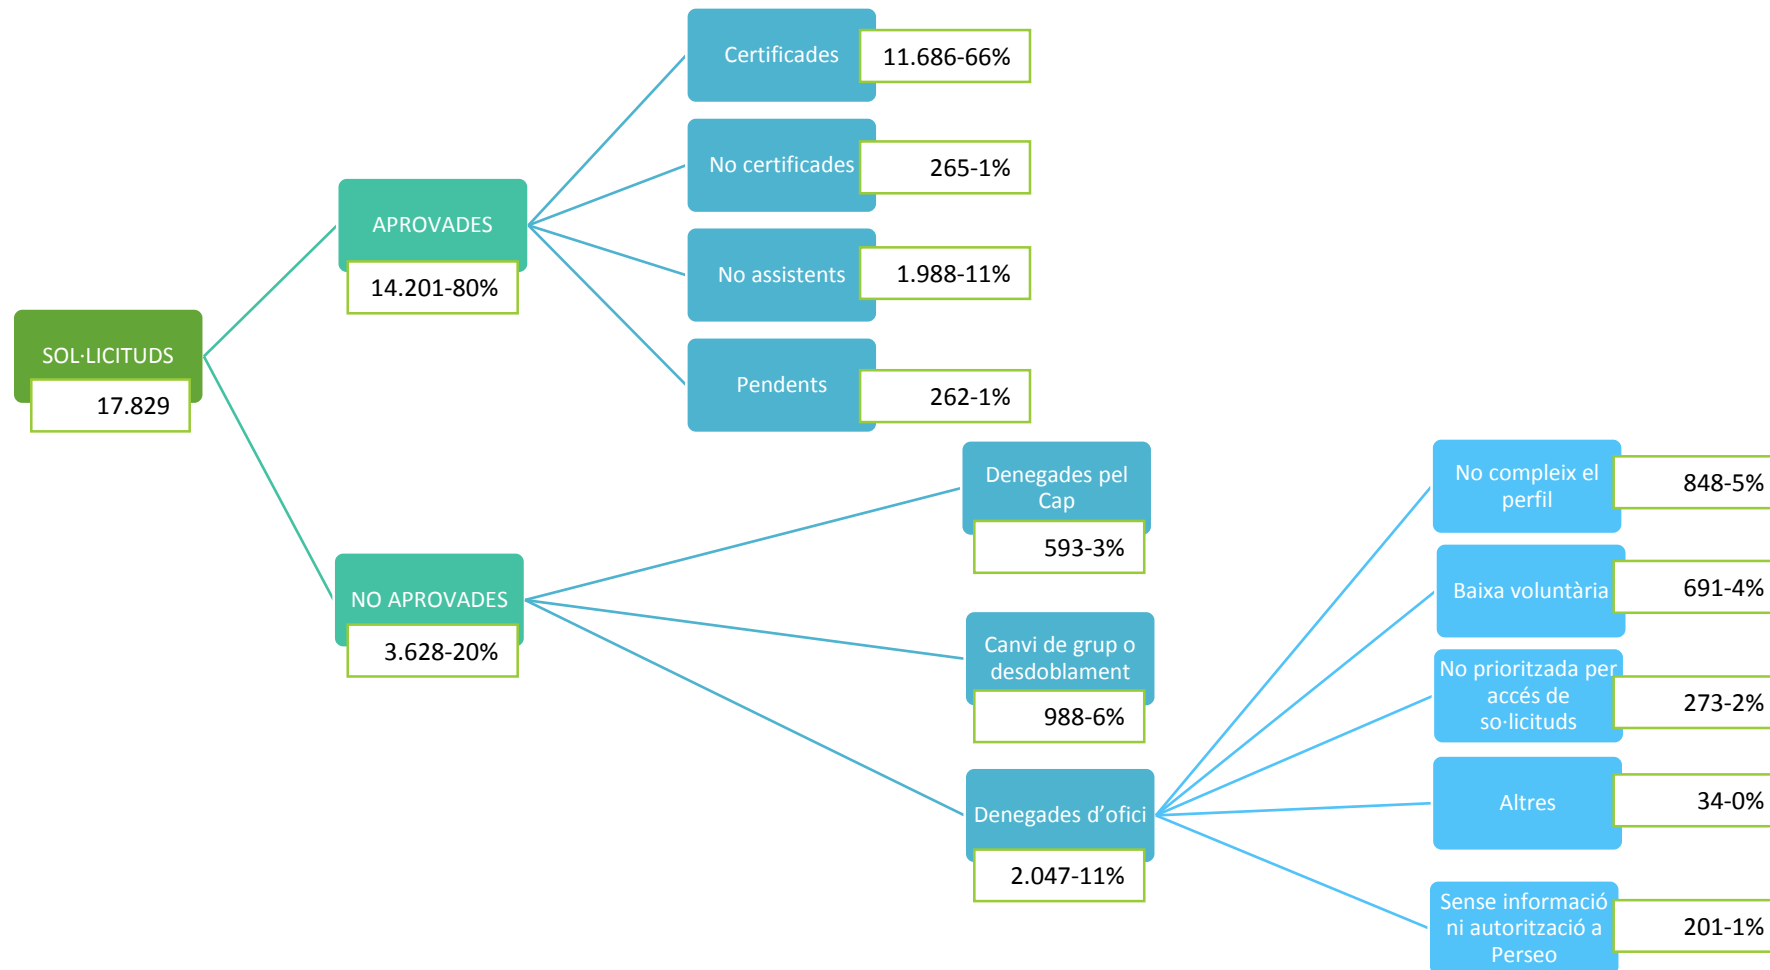 SOL·LICITUDS
17.829
APROVADES
14.201-80%
Certificades
11.686-66%
No certificades
265-1%
No assistents
1.988-11%
Pendents
262-1%
NO APROVADES
3.628-20%
Denegades pel
Cap
593-3%
Canvi de grup o
desdoblament
988-6%
Denegades d’ofici
2.047-11%
No compleix el
perfil
848-5%
Baixa voluntària
691-4%
No prioritzada per
accés de
so·licituds
273-2%
Altres
34-0%
Sense informació
ni autorització a
Perseo
201-1%